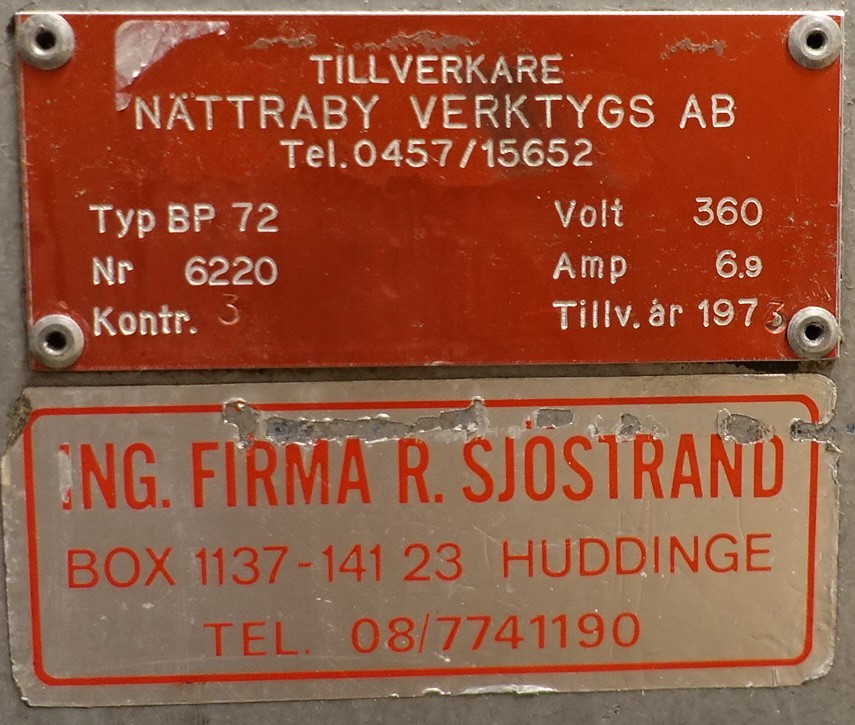 TILLVERKARE
NÄTTRABY VERKTYGS AB
Tel.0457/15652
Typ BP 72 Volt 360
Nr 6220 Amp 6.9
Kontr. 3 Tillv.år 1973
ING. FIRMA R. SJÖSTRAND
BOX 1137-141 23 HUDDINGE
TEL. 08/7741190